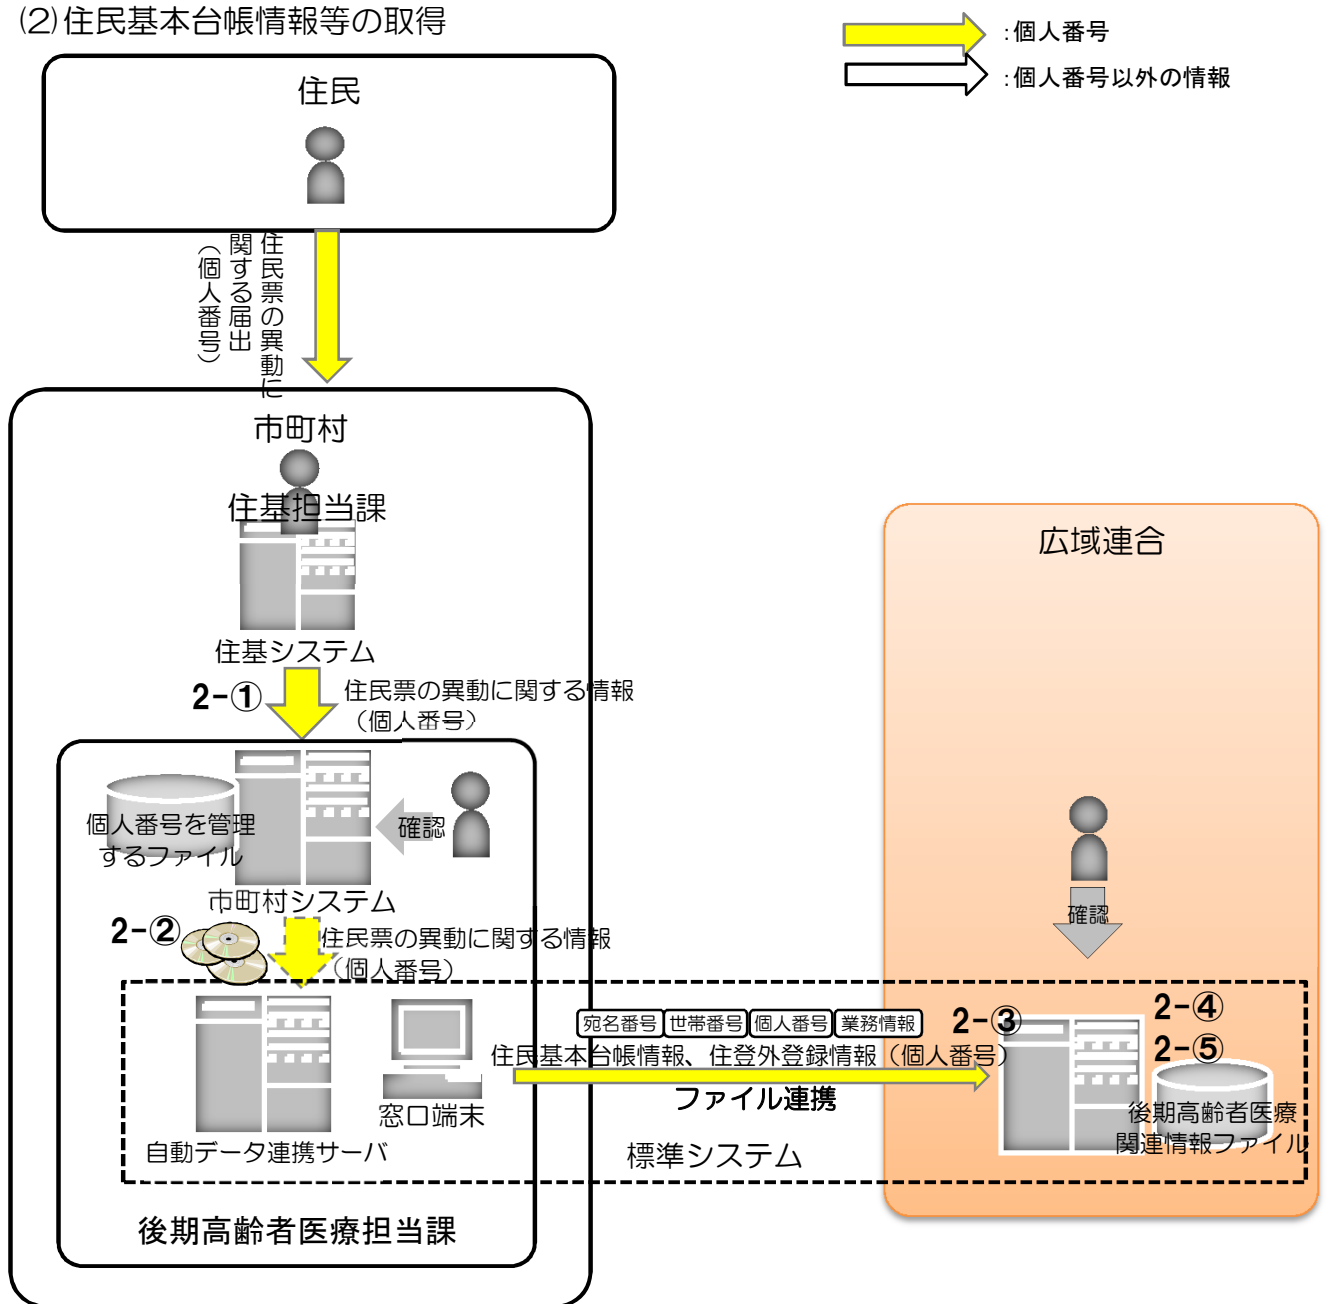 ⑵住民基本台帳情報等の取得
:個人番号
:個人番号以外の情報
住民
住民票の異動に
関する届出
（個人番号）
市町村
住基担当課
住基システム
2-①
住民票の異動に関する情報
（個人番号）
個人番号を管理
するファイル
確認
市町村システム
2-②
住民票の異動に関する情報
（個人番号）
自動データ連携サーバ
窓口端末
後期高齢者医療担当課
宛名番号 世帯番号 個人番号 業務情報
住民基本台帳情報、住登外登録情報（個人番号）
ファイル連携
標準システム
広域連合
確認
2-③
2-④
2-⑤
後期高齢者医療
関連情報ファイル